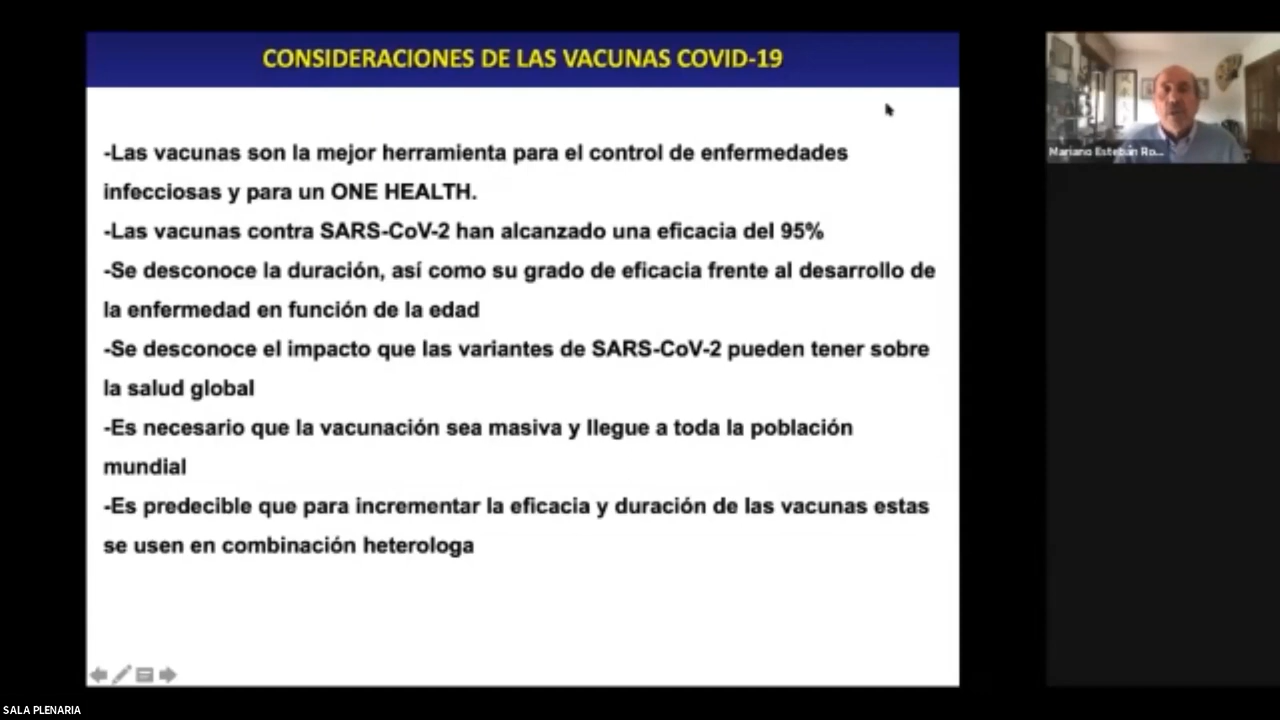 CONSIDERACIONES DE LAS VACUNAS COVID-19
-Las vacunas son la mejor herramienta para el control de enfermedades
infecciosas y para un ONE HEALTH.
-Las vacunas contra SARS-CoV-2 han alcanzado una eficacia del 95%
-Se desconoce la duración, así como su grado de eficacia frente al desarrollo de
la enfermedad en función de la edad
-Se desconoce el impacto que las variantes de SARS-CoV-2 pueden tener sobre
la salud global
-Es necesario que la vacunación sea masiva y llegue a toda la población
mundial
-Es predecible que para incrementar la eficacia y duración de las vacunas estas
se usen en combinación heterologa
Mariano Esteban Ro...
SALA PLENARIA